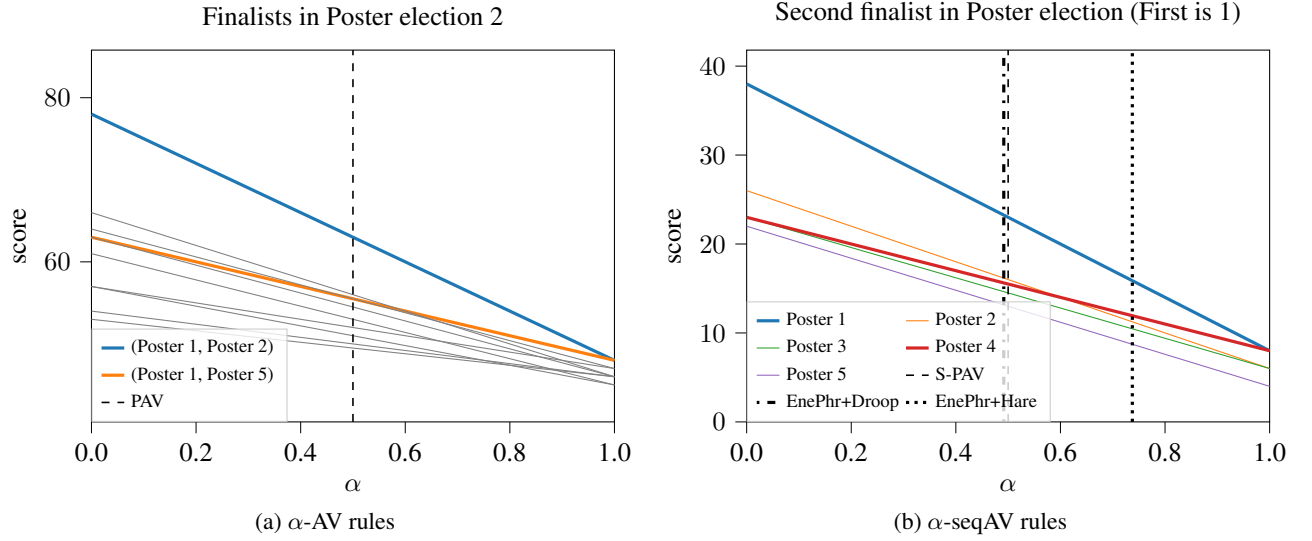 Finalists in Poster election 2
80
60
score
0.0 0.2 0.4 0.6 0.8 1.0
α
(Poster 1, Poster 2)
(Poster 1, Poster 5)
PAV
(a) α-AV rules
Second finalist in Poster election (First is 1)
40
30
20
10
0
score
0.0 0.2 0.4 0.6 0.8 1.0
α
Poster 1 Poster 2
Poster 3 Poster 4
Poster 5 S-PAV
EnePhr+Droop EnePhr+Hare
(b) α-seqAV rules